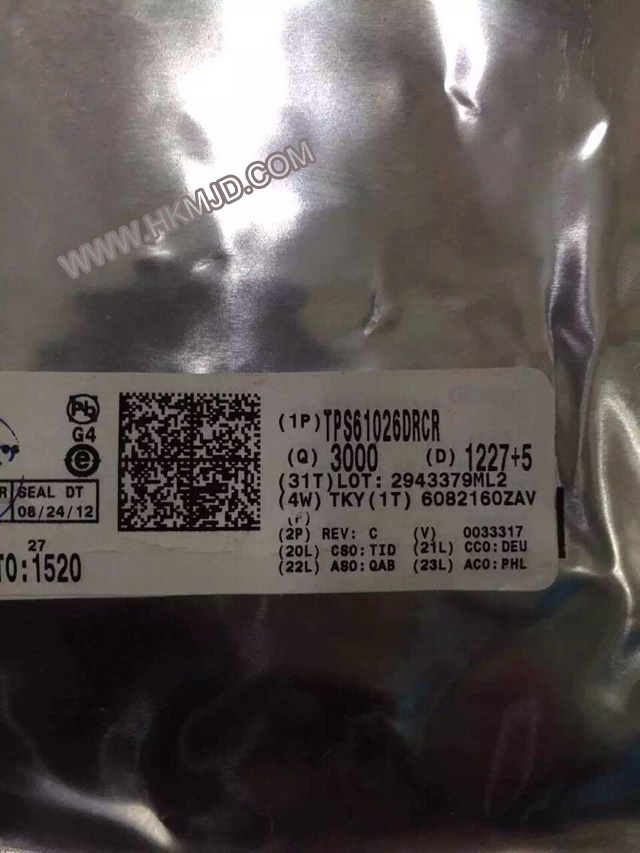 WWW.HKMJD.COM
Pb
G4
e
(1P)TPS61026DRCR
(Q) 3000 (D) 1227+5
(31T)LOT: 2943379ML2
(4W) TKY(1T) 6082160ZAV
(P)
(2P) REV: C (V) 0033317
(20L) CSO:TID (21L) CCO:DEU
(22L) ASO:QAB (23L) ACO:PHL
R SEAL DT
08/24/12
27
TO:1520